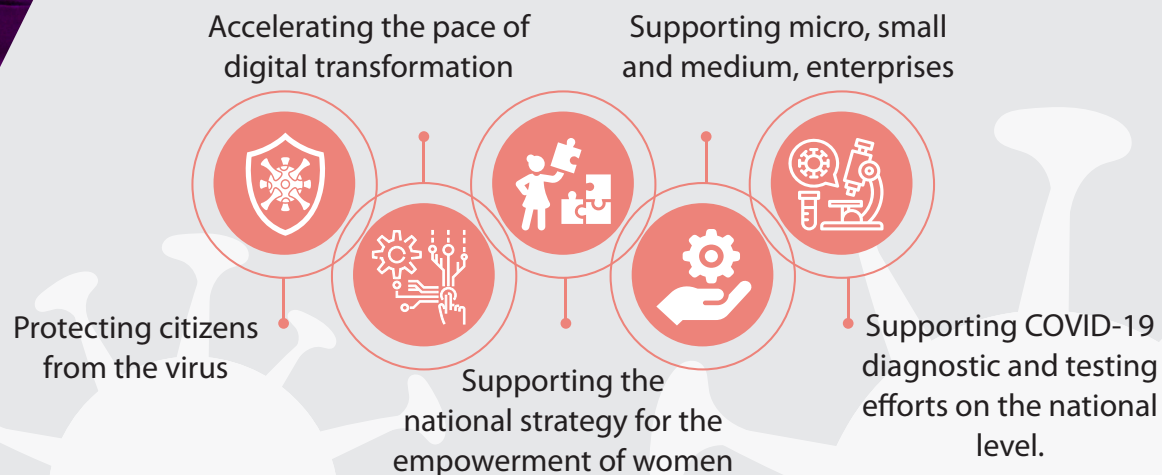 Accelerating the pace of
digital transformation
Supporting micro, small
and medium, enterprises
Protecting citizens
from the virus
Supporting the
national strategy for the
empowerment of women
Supporting COVID-19
diagnostic and testing
efforts on the national
level.